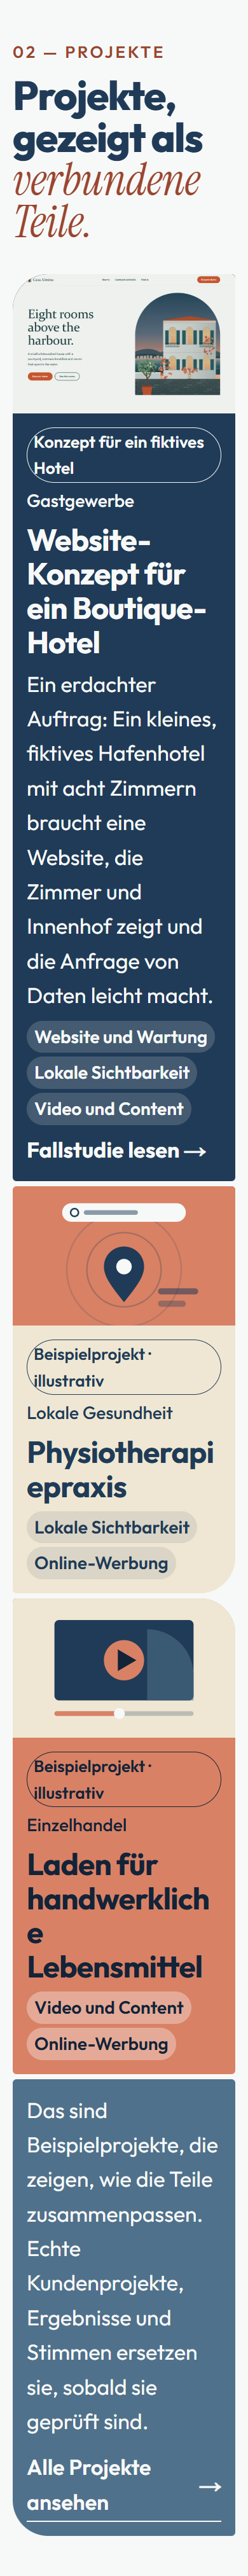 02 — PROJEKTE
Projekte,
gezeigt als
verbundene
Teile.
Eight rooms
above the
harbour.
Konzept für ein fiktives
Hotel
Gastgewerbe
Website-
Konzept für
ein Boutique-
Hotel
Ein erdachter
Auftrag: Ein kleines,
fiktives Hafenhotel
mit acht Zimmern
braucht eine
Website, die
Zimmer und
Innenhof zeigt und
die Anfrage von
Daten leicht macht.
Website und Wartung
Lokale Sichtbarkeit
Video und Content
Fallstudie lesen →
Beispielprojekt ·
illustrativ
Lokale Gesundheit
Physiotherapi
epraxis
Lokale Sichtbarkeit
Online-Werbung
Beispielprojekt ·
illustrativ
Einzelhandel
Laden für
handwerklich
e
Lebensmittel
Video und Content
Online-Werbung
Das sind
Beispielprojekte, die
zeigen, wie die Teile
zusammenpassen.
Echte
Kundenprojekte,
Ergebnisse und
Stimmen ersetzen
sie, sobald sie
geprüft sind.
Alle Projekte
ansehen →